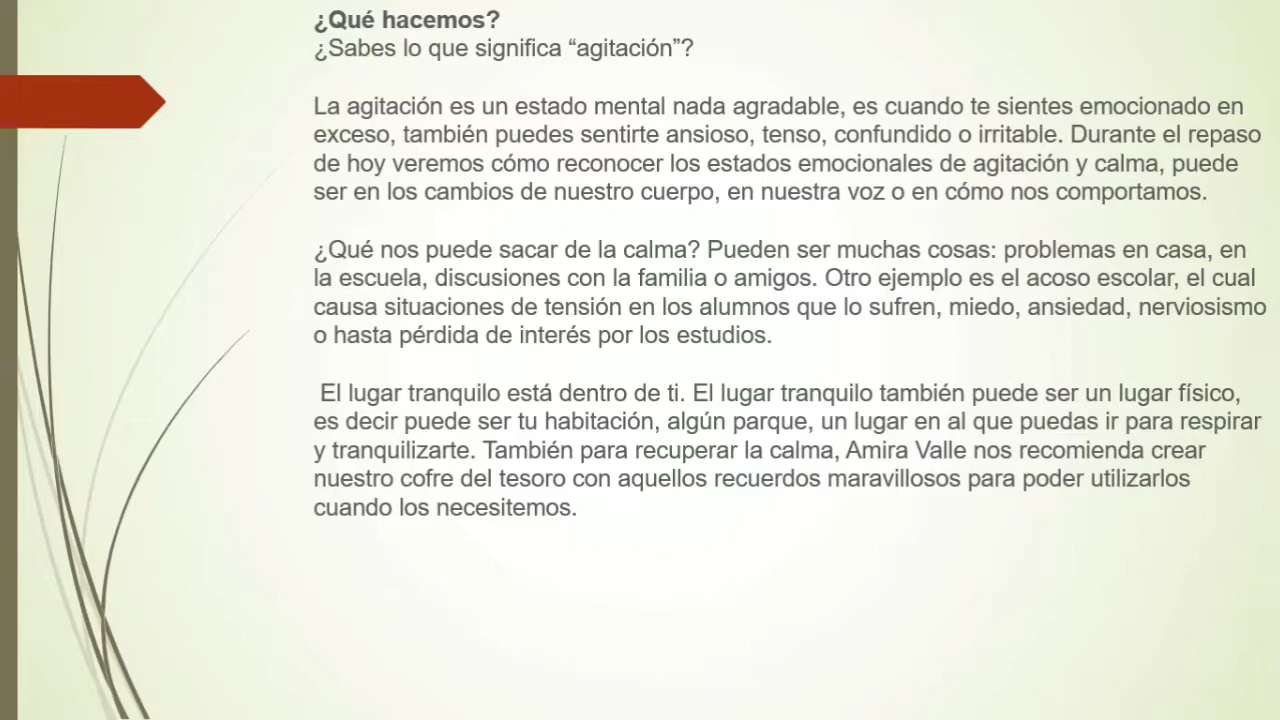 ¿Qué hacemos?
¿Sabes lo que significa “agitación”?
La agitación es un estado mental nada agradable, es cuando te sientes emocionado en
exceso, también puedes sentirte ansioso, tenso, confundido o irritable. Durante el repaso
de hoy veremos cómo reconocer los estados emocionales de agitación y calma, puede
ser en los cambios de nuestro cuerpo, en nuestra voz o en cómo nos comportamos.
¿Qué nos puede sacar de la calma? Pueden ser muchas cosas: problemas en casa, en
la escuela, discusiones con la familia o amigos. Otro ejemplo es el acoso escolar, el cual
causa situaciones de tensión en los alumnos que lo sufren, miedo, ansiedad, nerviosismo
o hasta pérdida de interés por los estudios.
El lugar tranquilo está dentro de ti. El lugar tranquilo también puede ser un lugar físico,
es decir puede ser tu habitación, algún parque, un lugar en al que puedas ir para respirar
y tranquilizarte. También para recuperar la calma, Amira Valle nos recomienda crear
nuestro cofre del tesoro con aquellos recuerdos maravillosos para poder utilizarlos
cuando los necesitemos.